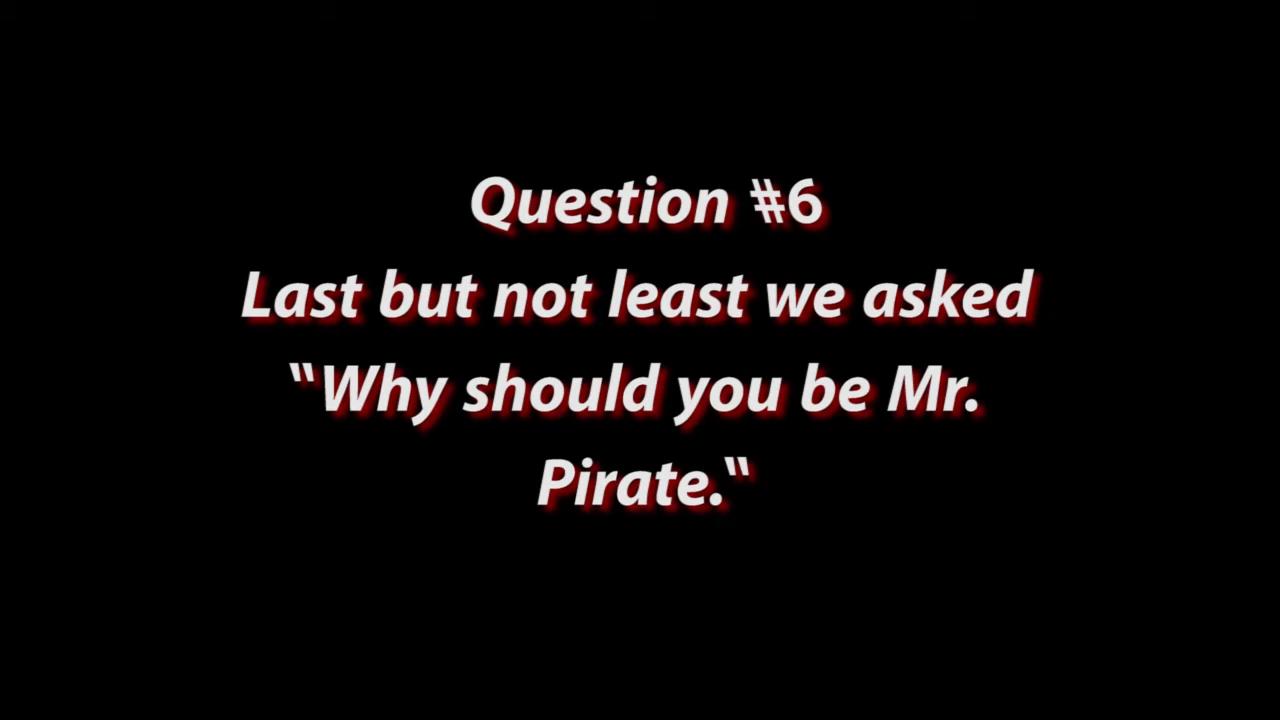 Question #6
Last but not least we asked
"Why should you be Mr.
Pirate."